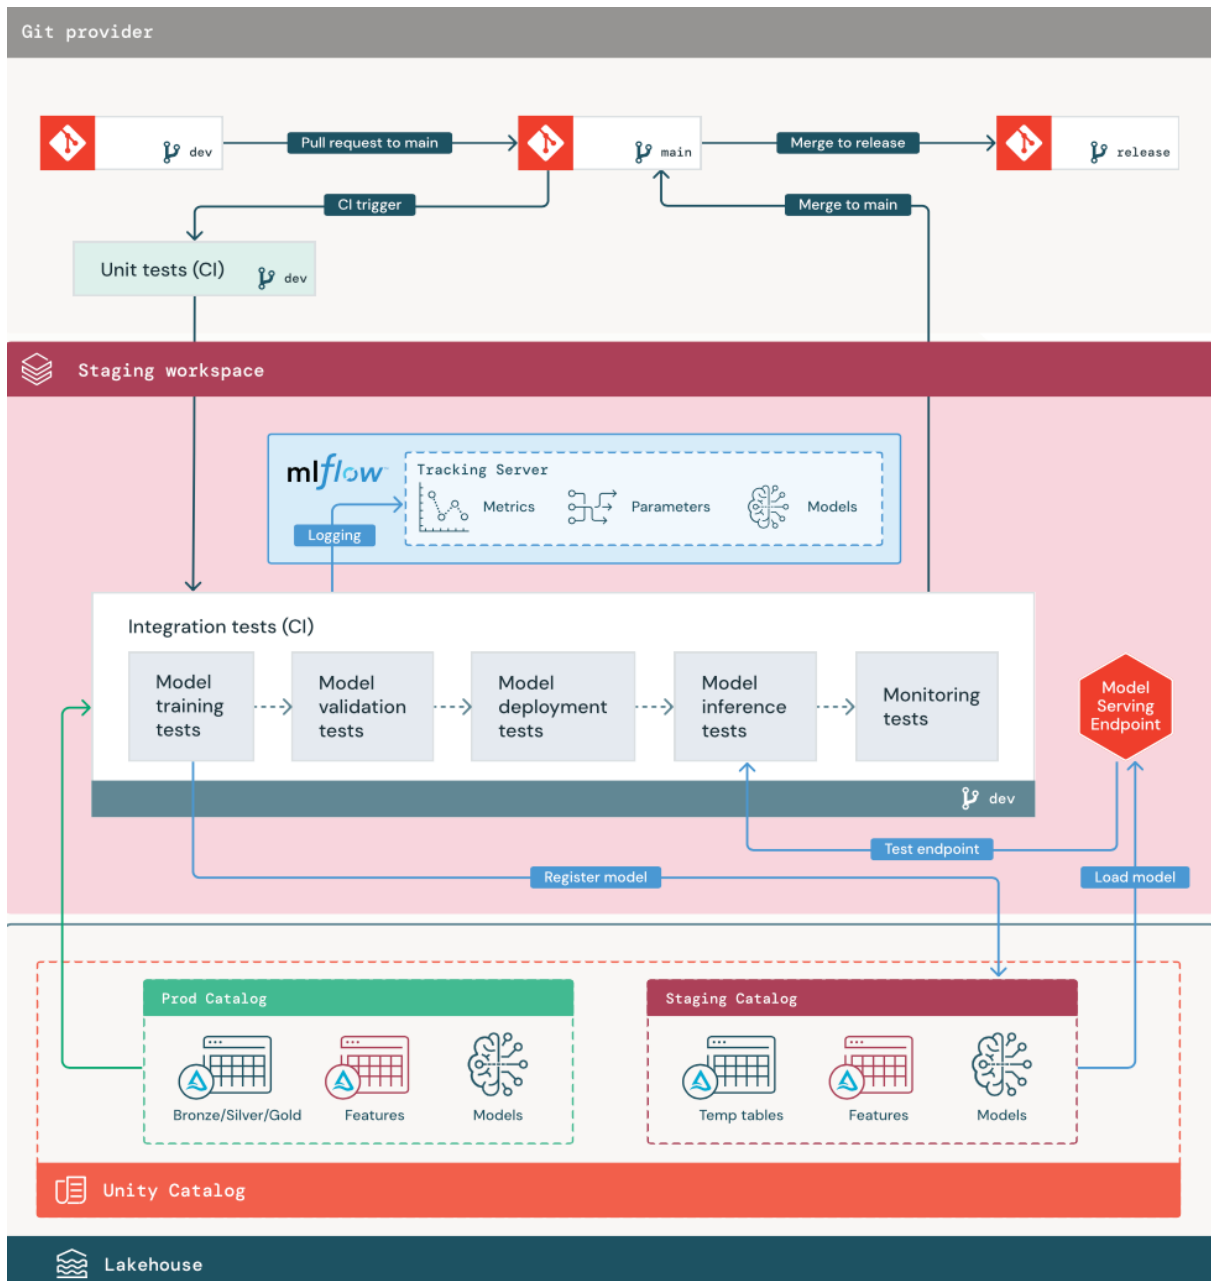 Git provider
dev
Pull request to main
main
Merge to release
release
CI trigger
Merge to main
Unit tests (CI)
dev
Staging workspace
mlflow
Tracking Server
Metrics
Parameters
Models
Logging
Integration tests (CI)
Model
training
tests
Model
validation
tests
Model
deployment
tests
Model
inference
tests
Monitoring
tests
Model
Serving
Endpoint
dev
Test endpoint
Register model
Load model
Prod Catalog
Bronze/Silver/Gold
Features
Models
Staging Catalog
Temp tables
Features
Models
Unity Catalog
Lakehouse